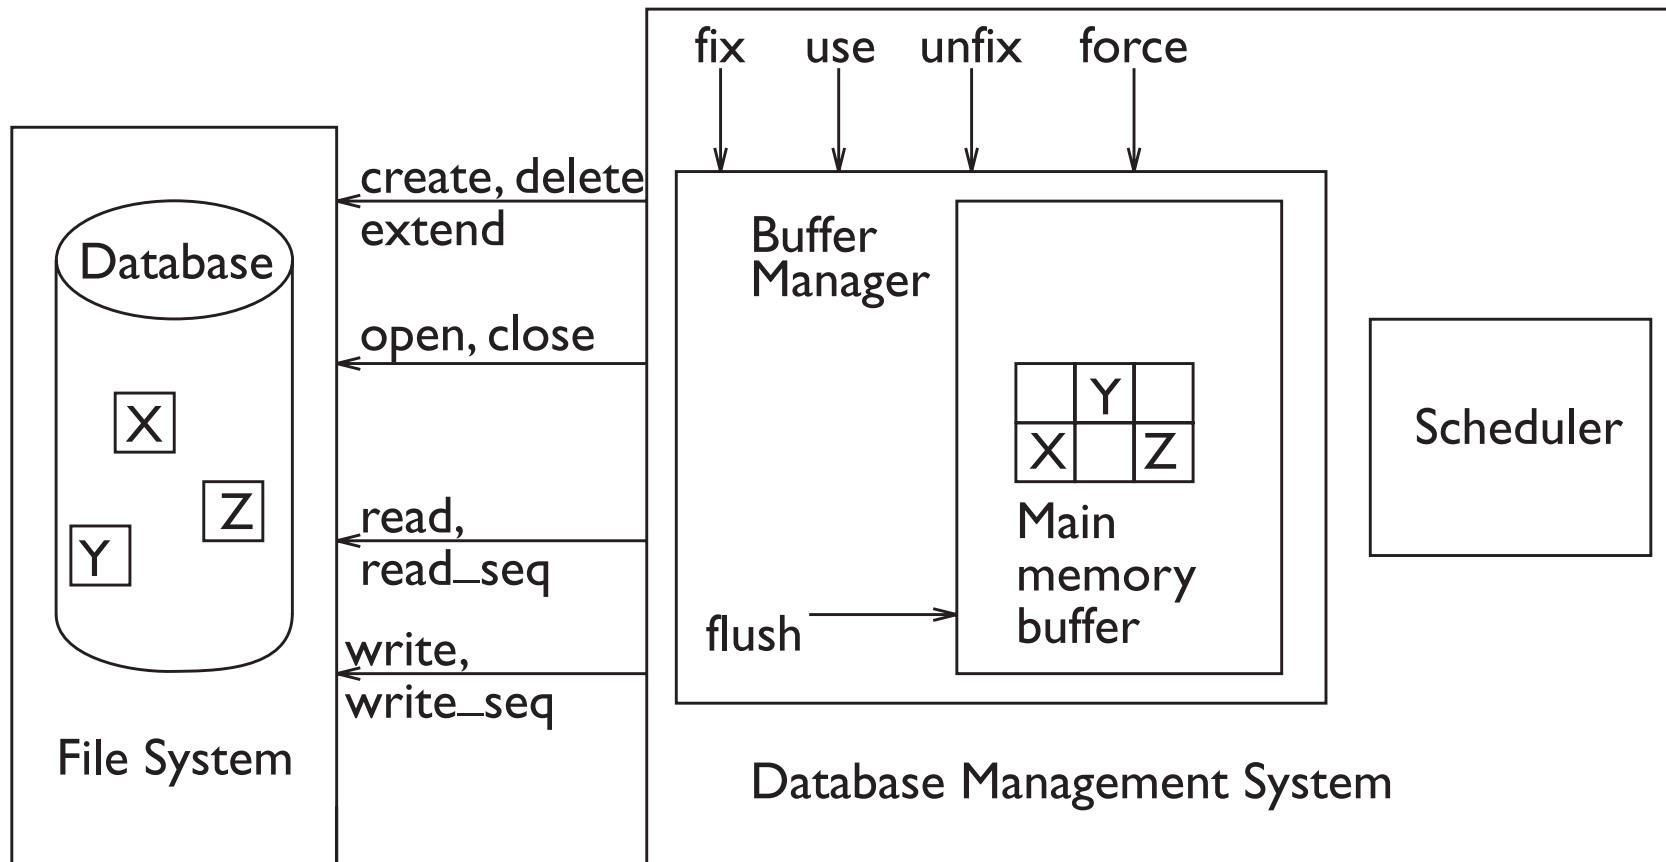 fix use unfix force
create, delete
extend
Database
Buffer
Manager
open, close
X
Y
X Z
Scheduler
Z
Y
read,
read_seq
Main
memory
buffer
flush
write,
write_seq
File System
Database Management System